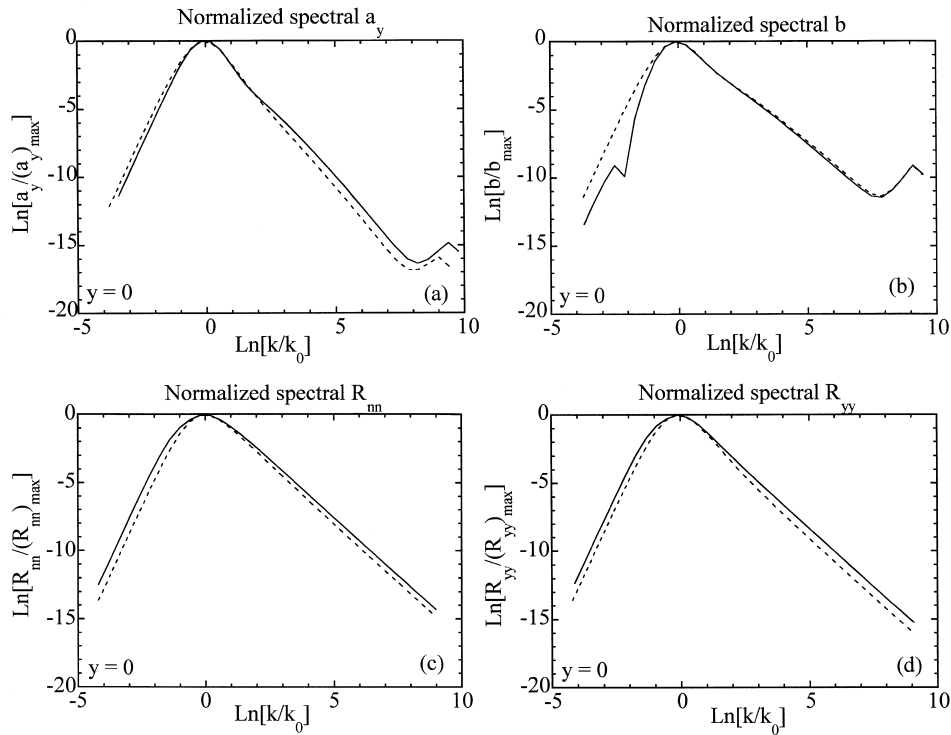 Normalized spectral a_y
Ln[a_y/(a_y)_max]
0
-5
-10
-15
-20
y = 0
(a)
-5 0 5 10
Ln[k/k_0]
Normalized spectral b
Ln[b/b_max]
0
-5
-10
-15
-20
y = 0
(b)
-5 0 5 10
Ln[k/k_0]
Normalized spectral R_nn
Ln[R_nn/(R_nn)_max]
0
-5
-10
-15
-20
y = 0
(c)
-5 0 5 10
Ln[k/k_0]
Normalized spectral R_yy
Ln[R_yy/(R_yy)_max]
0
-5
-10
-15
-20
y = 0
(d)
-5 0 5 10
Ln[k/k_0]